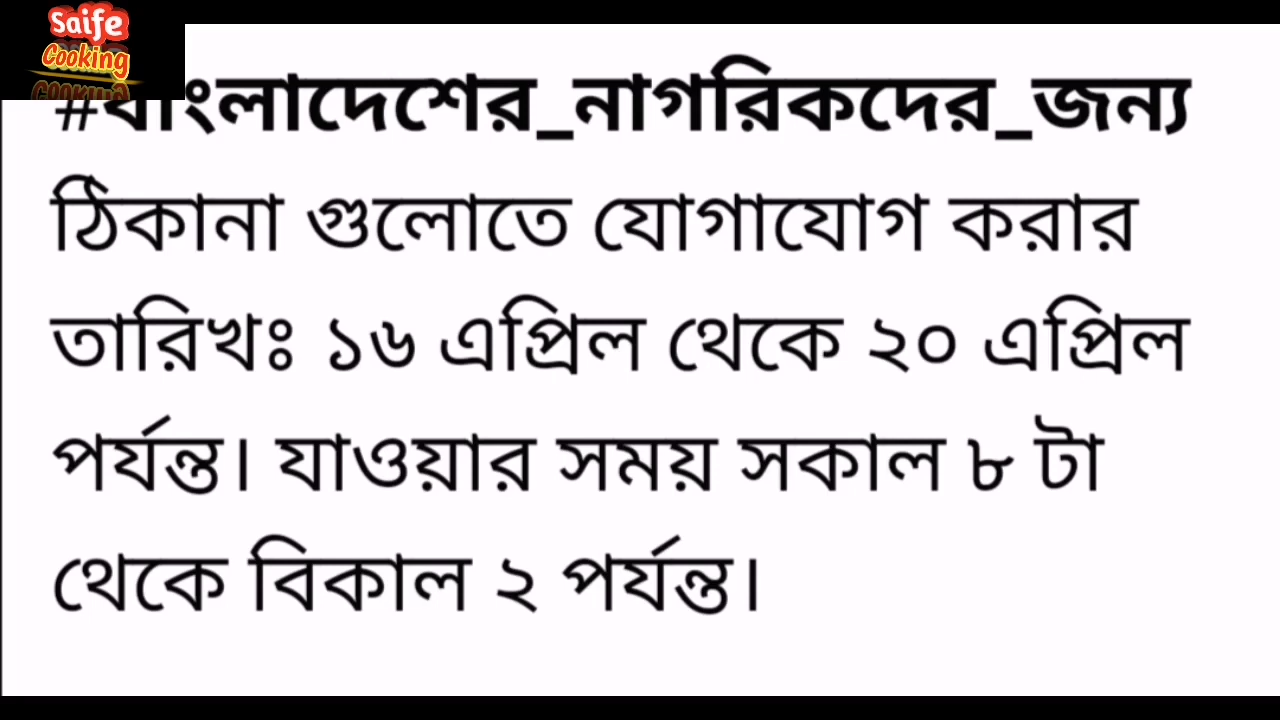 Saife
Cooking
#বাংলাদেশের_নাগরিকদের_জন্য
ঠিকানা গুলোতে যোগাযোগ করার
তারিখঃ ১৬ এপ্রিল থেকে ২০ এপ্রিল
পর্যন্ত। যাওয়ার সময় সকাল ৮ টা
থেকে বিকাল ২ পর্যন্ত।